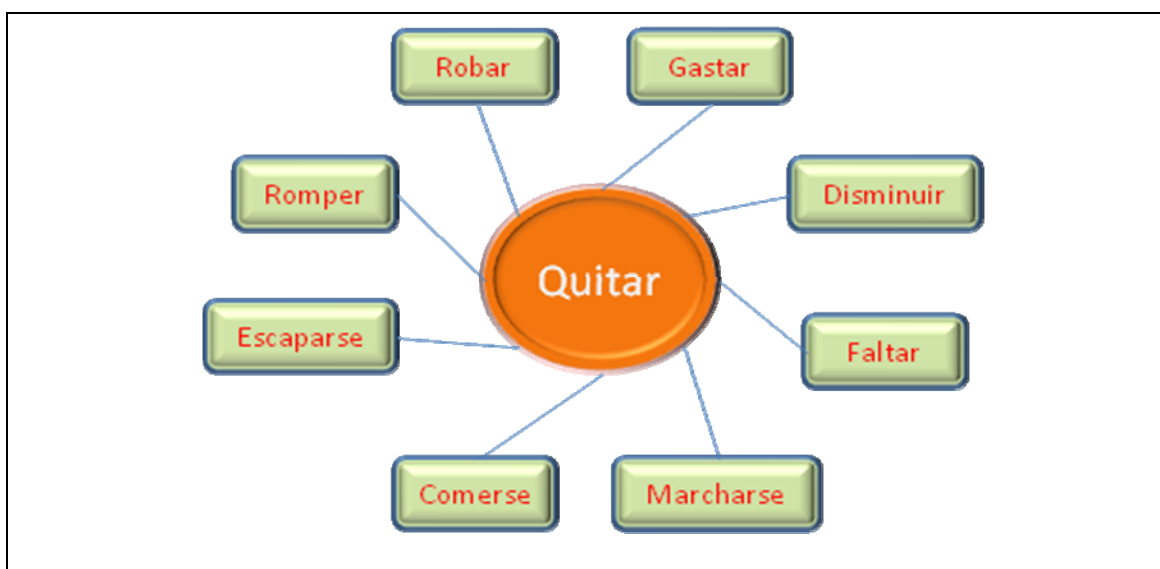 Robar
Gastar
Romper
Disminuir
Quitar
Escaparse
Faltar
Comerse
Marcharse